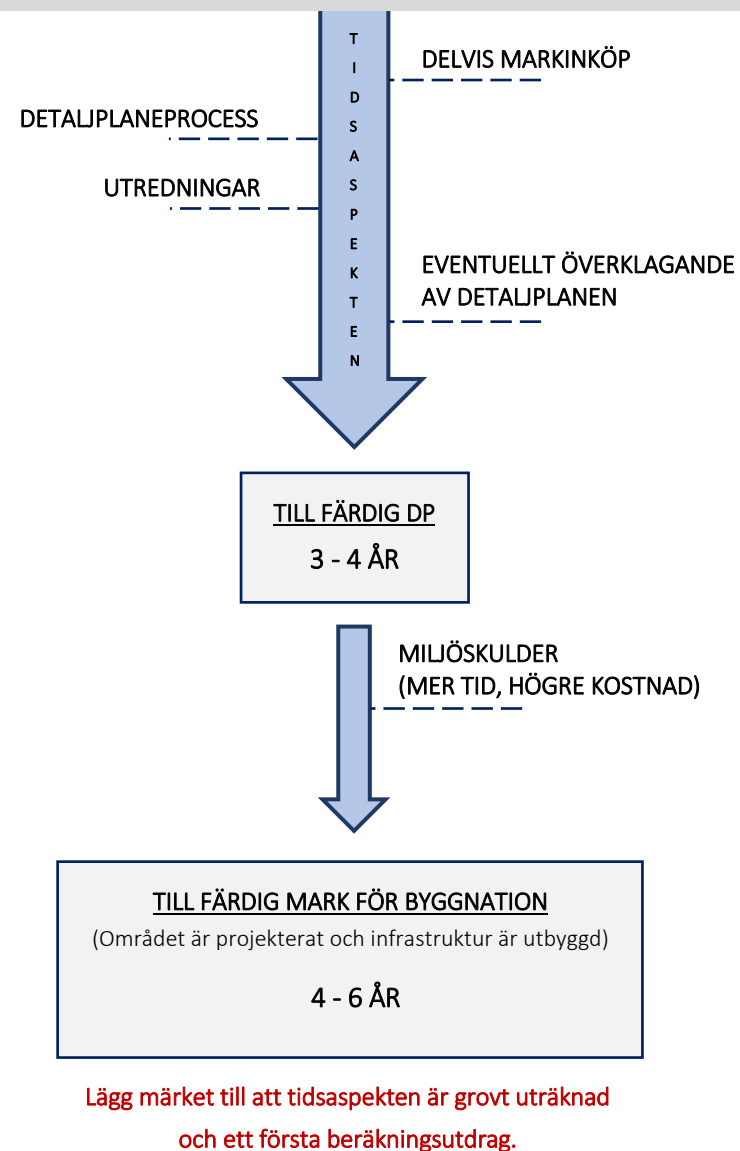 TIDSASPEKTEN
DELVIS MARKINKÖP
DETALJPLANEPROCESS
UTREDNINGAR
EVENTUELLT ÖVERKLAGANDE
AV DETALJPLANEN
TILL FÄRDIG DP
3 - 4 ÅR
MILJÖSKULDER
(MER TID, HÖGRE KOSTNAD)
TILL FÄRDIG MARK FÖR BYGGNATION
(Området är projekterat och infrastruktur är utbyggd)
4 - 6 ÅR
Lägg märket till att tidsaspekten är grovt uträknad
och ett första beräkningsutdrag.